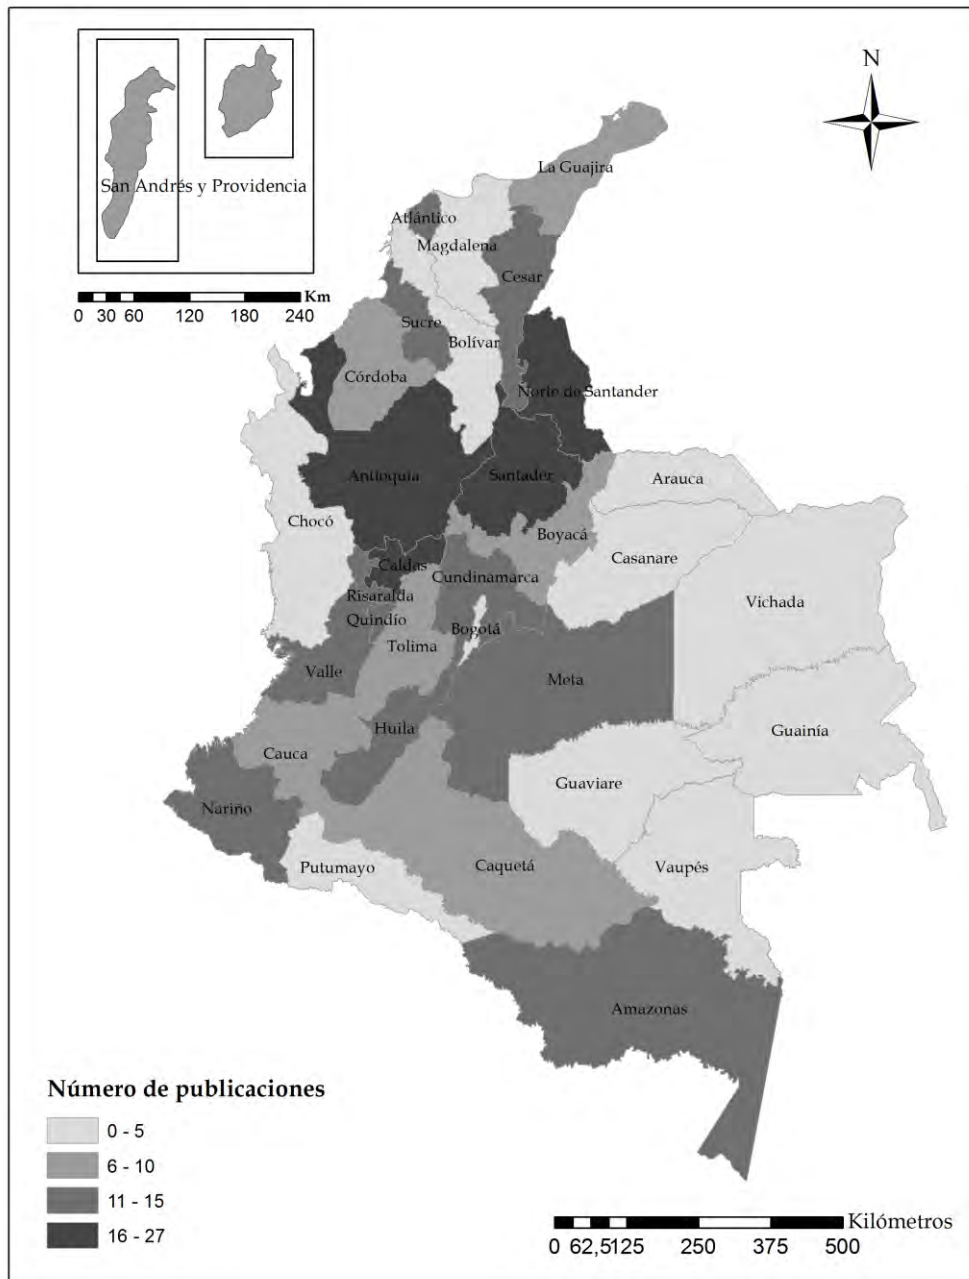 N
La Guajira
San Andrés y Providencia
Atlántico
Magdalena
Cesar
Km
0 30 60 120 180 240
Sucre
Bolívar
Córdoba
Norte de Santander
Antioquia
Santader
Arauca
Chocó
Boyacá
Casanare
Caldas
Cundinamarca
Risaralda
Vichada
Quindío
Bogotá
Tolima
Valle
Meta
Huila
Guainía
Cauca
Guaviare
Nariño
Putumayo
Caquetá
Vaupés
Amazonas
Número de publicaciones
0 - 5
6 - 10
11 - 15
16 - 27
Kilómetros
0 62,5125 250 375 500